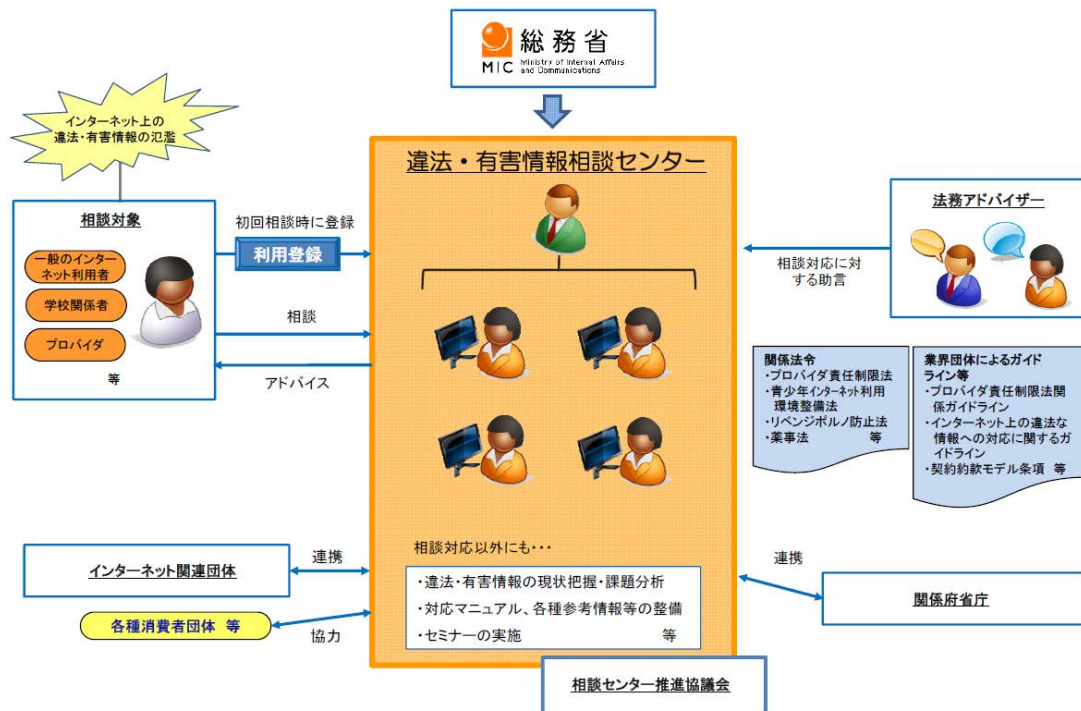 総務省
MIC Ministry of Internal Affairs
and Communications
インターネット上の
違法・有害情報の氾濫
相談対象
一般のインター
ネット利用者
学校関係者
プロバイダ
等
初回相談時に登録
利用登録
相談
アドバイス
違法・有害情報相談センター
法務アドバイザー
相談対応に対
する助言
関係法令
・プロバイダ責任制限法
・青少年インターネット利用
環境整備法
・リベンジポルノ防止法
・薬事法 等
業界団体によるガイド
ライン等
・プロバイダ責任制限法関
係ガイドライン
・インターネット上の違法な
情報への対応に関するガ
イドライン
・契約約款モデル条項 等
インターネット関連団体
連携
各種消費者団体 等
協力
相談対応以外にも・・・
・違法・有害情報の現状把握・課題分析
・対応マニュアル、各種参考情報等の整備
・セミナーの実施 等
連携
関係府省庁
相談センター推進協議会